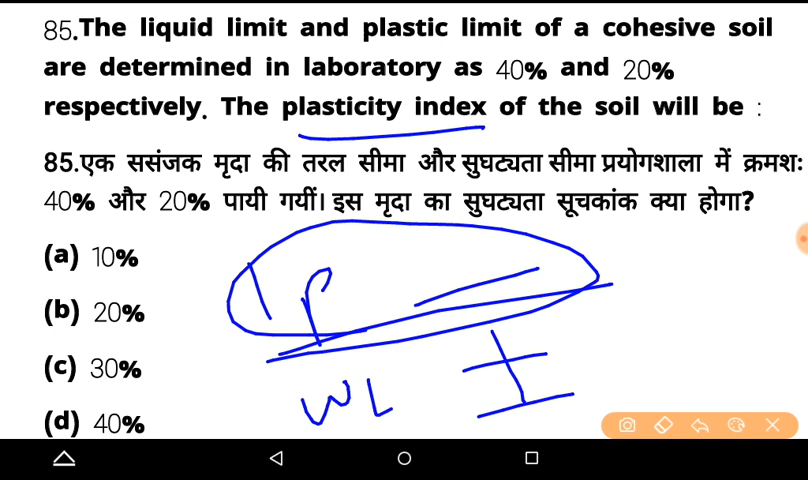 85.The liquid limit and plastic limit of a cohesive soil
are determined in laboratory as 40% and 20%
respectively. The plasticity index of the soil will be :
85.एक ससंजक मृदा की तरल सीमा और सुघट्यता सीमा प्रयोगशाला में क्रमश:
40% और 20% पायी गयीं। इस मृदा का सुघट्यता सूचकांक क्या होगा?
(a) 10%
(b) 20%
(c) 30%
(d) 40%
IP
WL